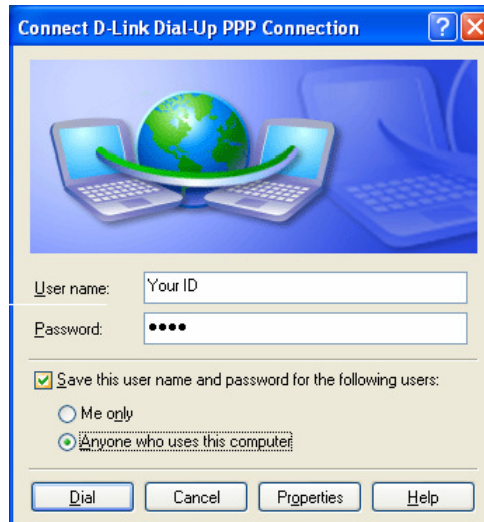 Connect D-Link Dial-Up PPP Connection
User name: Your ID
Password: ••••
Save this user name and password for the following users:
Me only
Anyone who uses this computer
Dial Cancel Properties Help